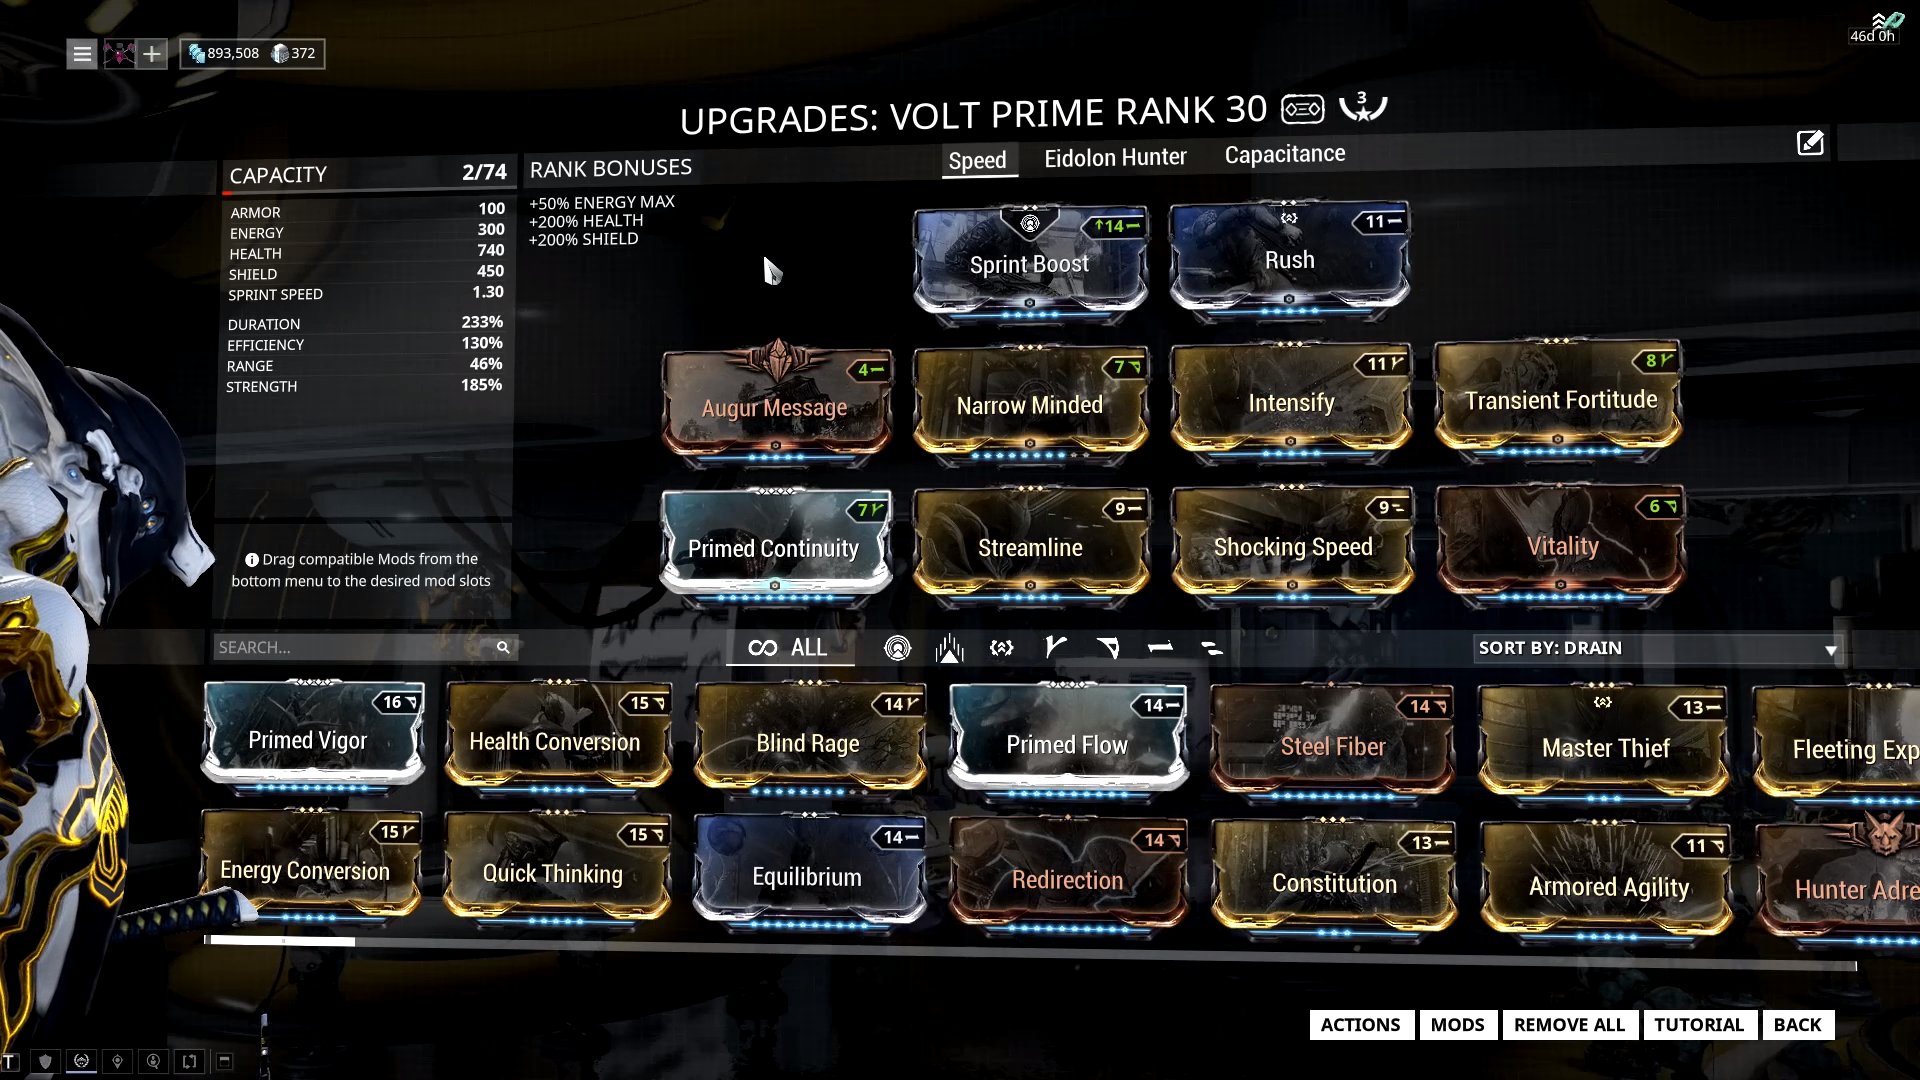 893,508 372
46d 0h
UPGRADES: VOLT PRIME RANK 30 3
CAPACITY 2/74
ARMOR 100
ENERGY 300
HEALTH 740
SHIELD 450
SPRINT SPEED 1.30
DURATION 233%
EFFICIENCY 130%
RANGE 46%
STRENGTH 185%
Drag compatible Mods from the
bottom menu to the desired mod slots
RANK BONUSES
+50% ENERGY MAX
+200% HEALTH
+200% SHIELD
Speed Eidolon Hunter Capacitance
14 11
Sprint Boost Rush
4 7 11 8
Augur Message Narrow Minded Intensify Transient Fortitude
7 9 9 6
Primed Continuity Streamline Shocking Speed Vitality
SEARCH... ALL SORT BY: DRAIN
16 15 14 14 14 13
Primed Vigor Health Conversion Blind Rage Primed Flow Steel Fiber Master Thief Fleeting Exp
15 15 14 14 13 11
Energy Conversion Quick Thinking Equilibrium Redirection Constitution Armored Agility Hunter Adre
ACTIONS MODS REMOVE ALL TUTORIAL BACK
T